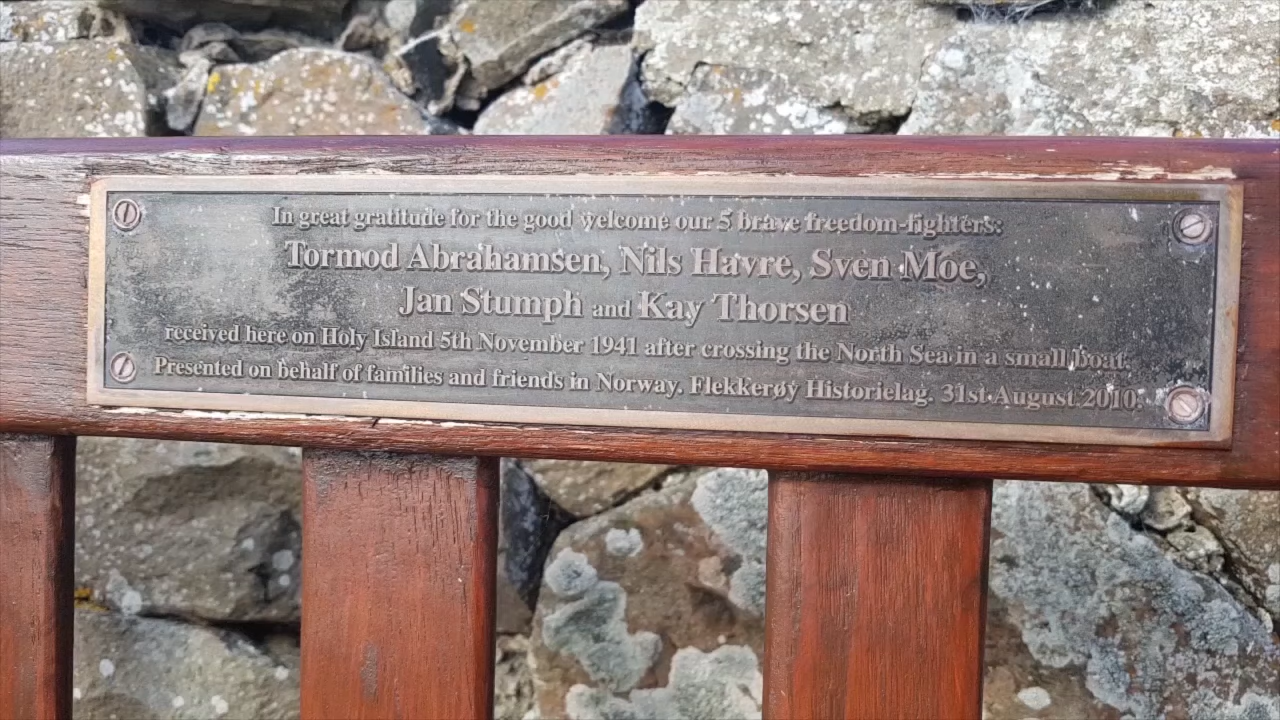 In great gratitude for the good welcome our 5 brave freedom-fighters:
Tormod Abrahamsen, Nils Havre, Sven Moe,
Jan Stumph and Kay Thorsen
received here on Holy Island 5th November 1941 after crossing the North Sea in a small boat.
Presented on behalf of families and friends in Norway. Flekkerøy Historielag. 31st August 2010.